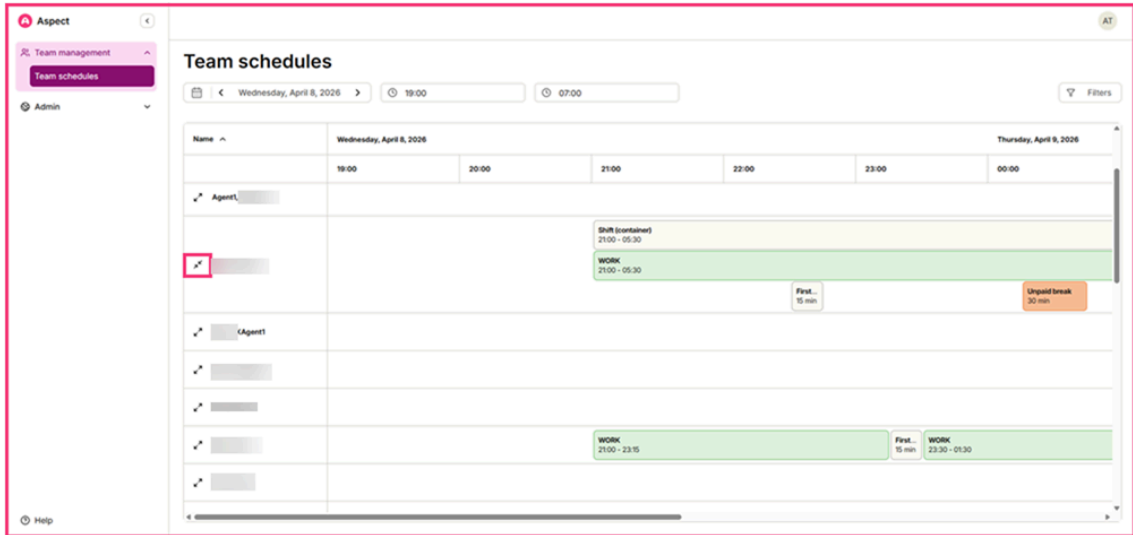 Aspect
AT
Team management
Team schedules
Admin
Team schedules
Wednesday, April 8, 2026
19:00
07:00
Filters
Name
Wednesday, April 8, 2026
Thursday, April 9, 2026
19:00
20:00
21:00
22:00
23:00
00:00
Agent1,
Shift (container)
21:00 - 05:30
WORK
21:00 - 05:30
First...
15 min
Unpaid break
30 min
Agent1
WORK
21:00 - 23:15
First...
15 min
WORK
23:30 - 01:30
Help